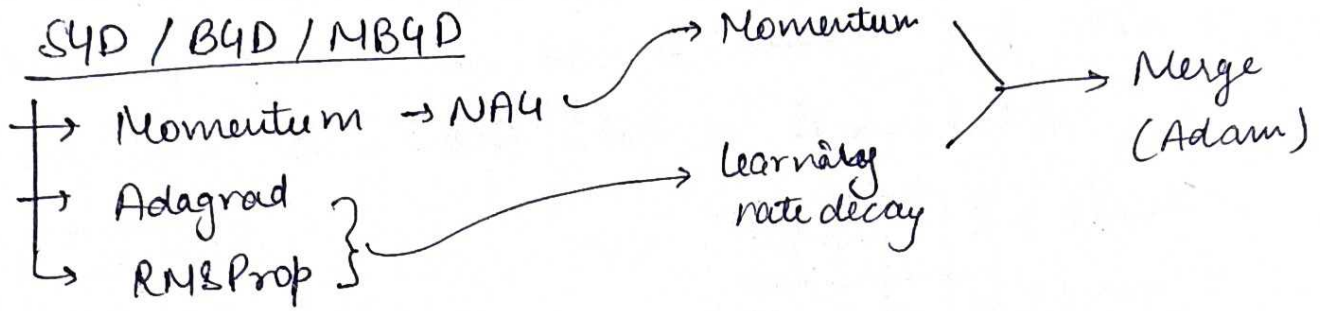 SGD / BGD / MBGD
→ Momentum → NAG → Momentum
→ Adagrad
→ RMSProp } → Learning rate decay
→ Merge
(Adam)